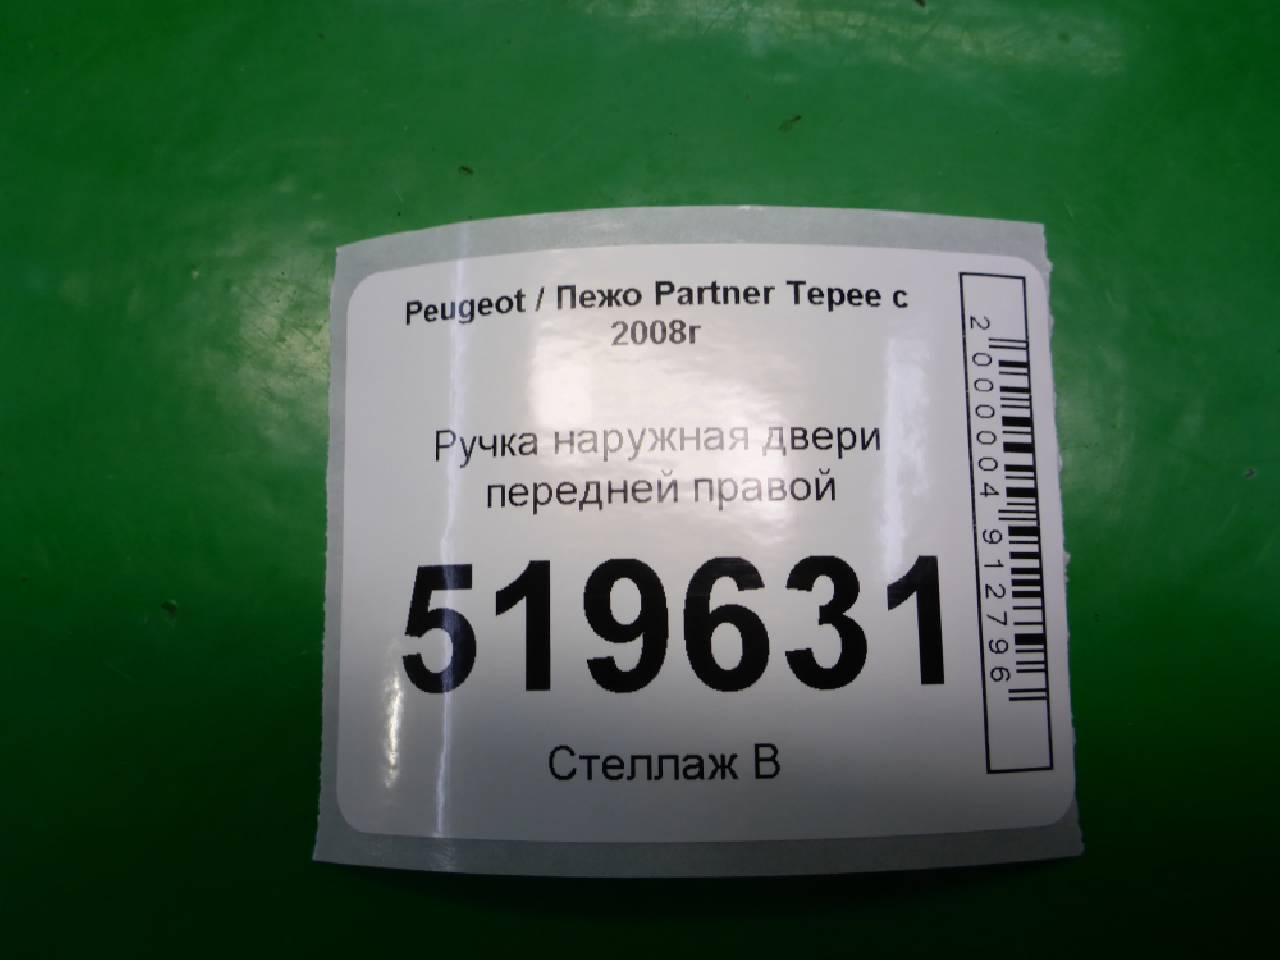 Peugeot / Пежо Partner Tepee с
2008г
Ручка наружная двери
передней правой
519631
Стеллаж В
2000004912796